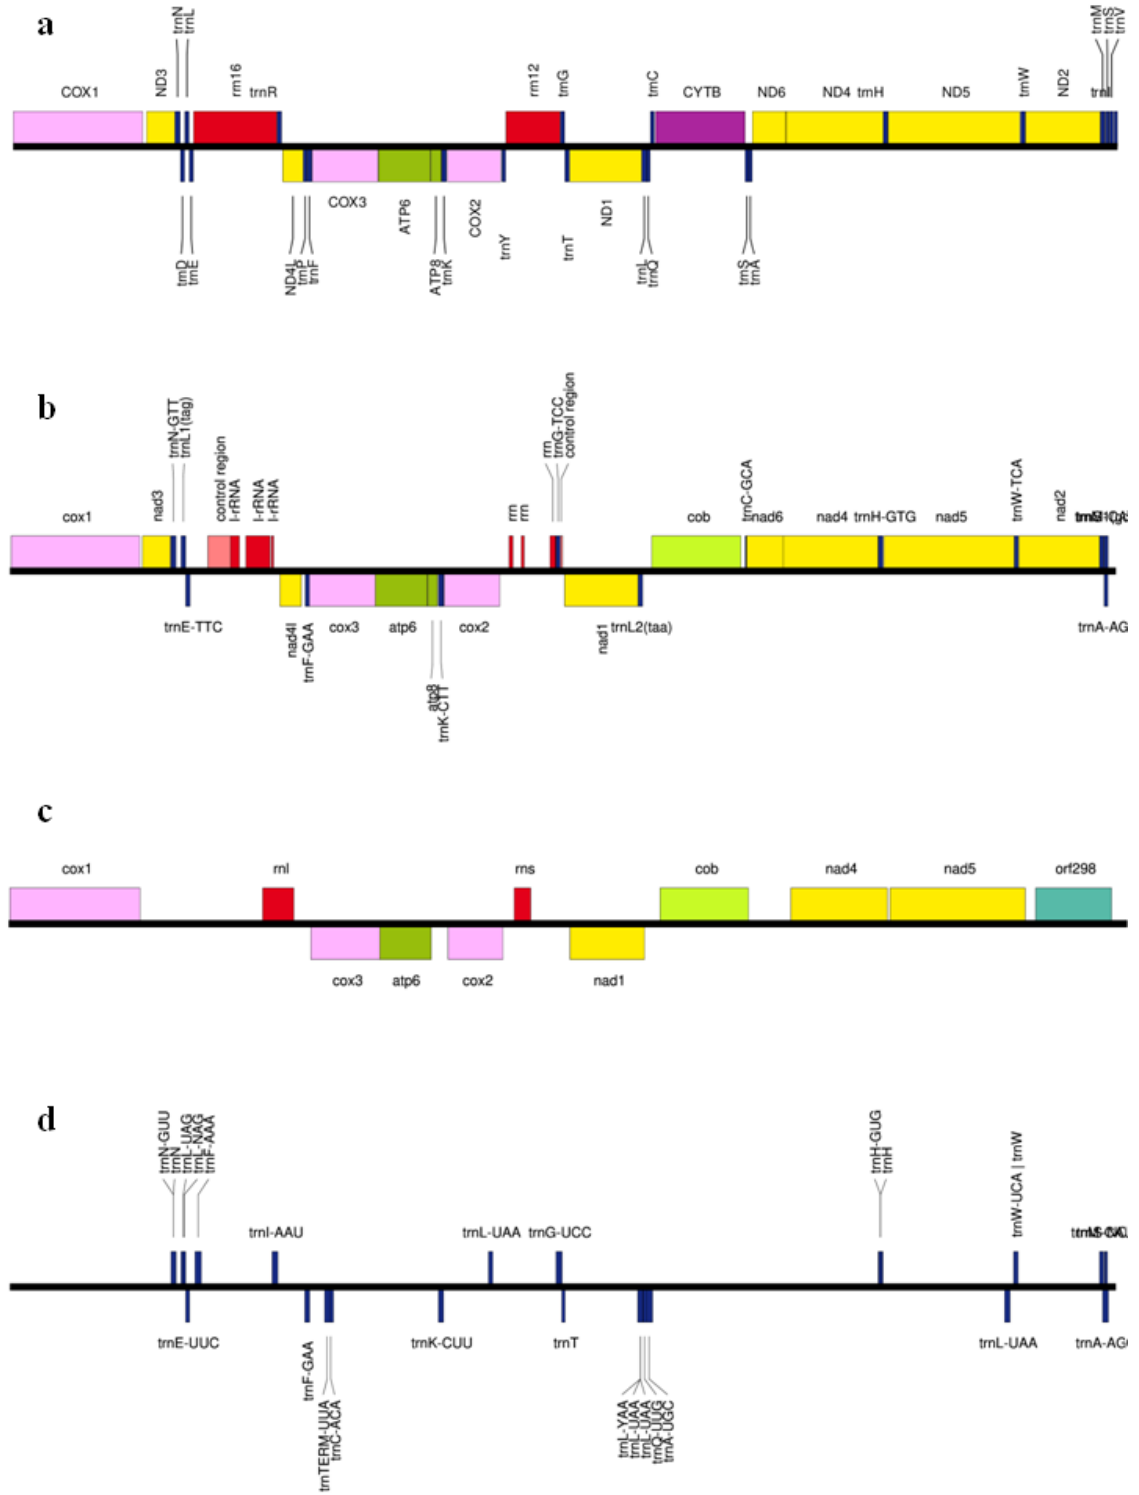 a
trnN
trnL
trnM
trnS
trnV
COX1
ND3
rrn16
trnR
rrn12
trnG
trnC
CYTB
ND6
ND4
trnH
ND5
trnW
ND2
trnI
COX3
ATP6
COX2
trnY
trnT
ND1
trnD
trnE
ND4L
trnP
trnF
ATP8
trnK
trnL
trnQ
trnS
trnA
b
trnN-GTT
trnL1(tag)
rrn
trnG-TCC
control region
cox1
nad3
control region
l-rRNA
l-rRNA
l-rRNA
rrn
rrn
cob
trnC-GCA
nad6
nad4
trnH-GTG
nad5
trnW-TCA
nad2
trnE-TTC
nad4l
trnF-GAA
cox3
atp6
cox2
nad1
trnL2(taa)
trnA-AG
atp8
trnK-CTT
c
cox1
rnl
rns
cob
nad4
nad5
orf298
cox3
atp6
cox2
nad1
d
trnN-GUU
trnN
trnL-UAG
trnL-NAG
trnF-AAA
trnH-GUG
trnH
trnW-UCA | trnW
trnI-AAU
trnL-UAA
trnG-UCC
trnE-UUC
trnF-GAA
trnK-CUU
trnT
trnL-UAA
trnA-AG
trnTERM-UUA
trnC-ACA
trnL-YAA
trnL-UAA
trnL-UAA
trnQ-UUG
trnA-UGC